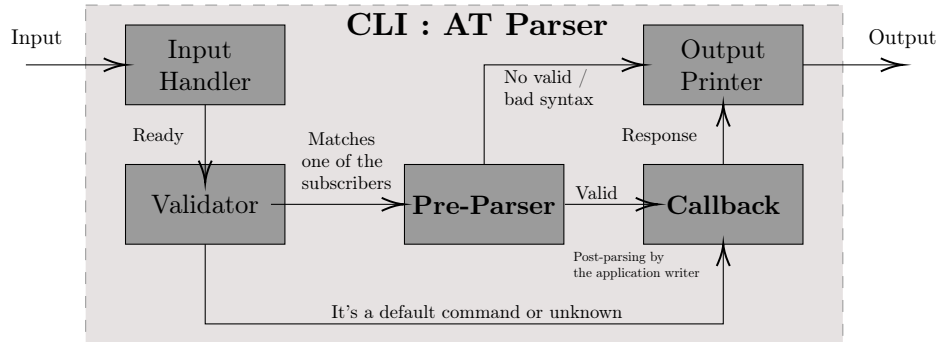 CLI : AT Parser
Input
Input
Handler
Output
Printer
Output
No valid /
bad syntax
Ready
Matches
one of the
subscribers
Response
Validator
Pre-Parser
Valid
Callback
Post-parsing by
the application writer
It's a default command or unknown